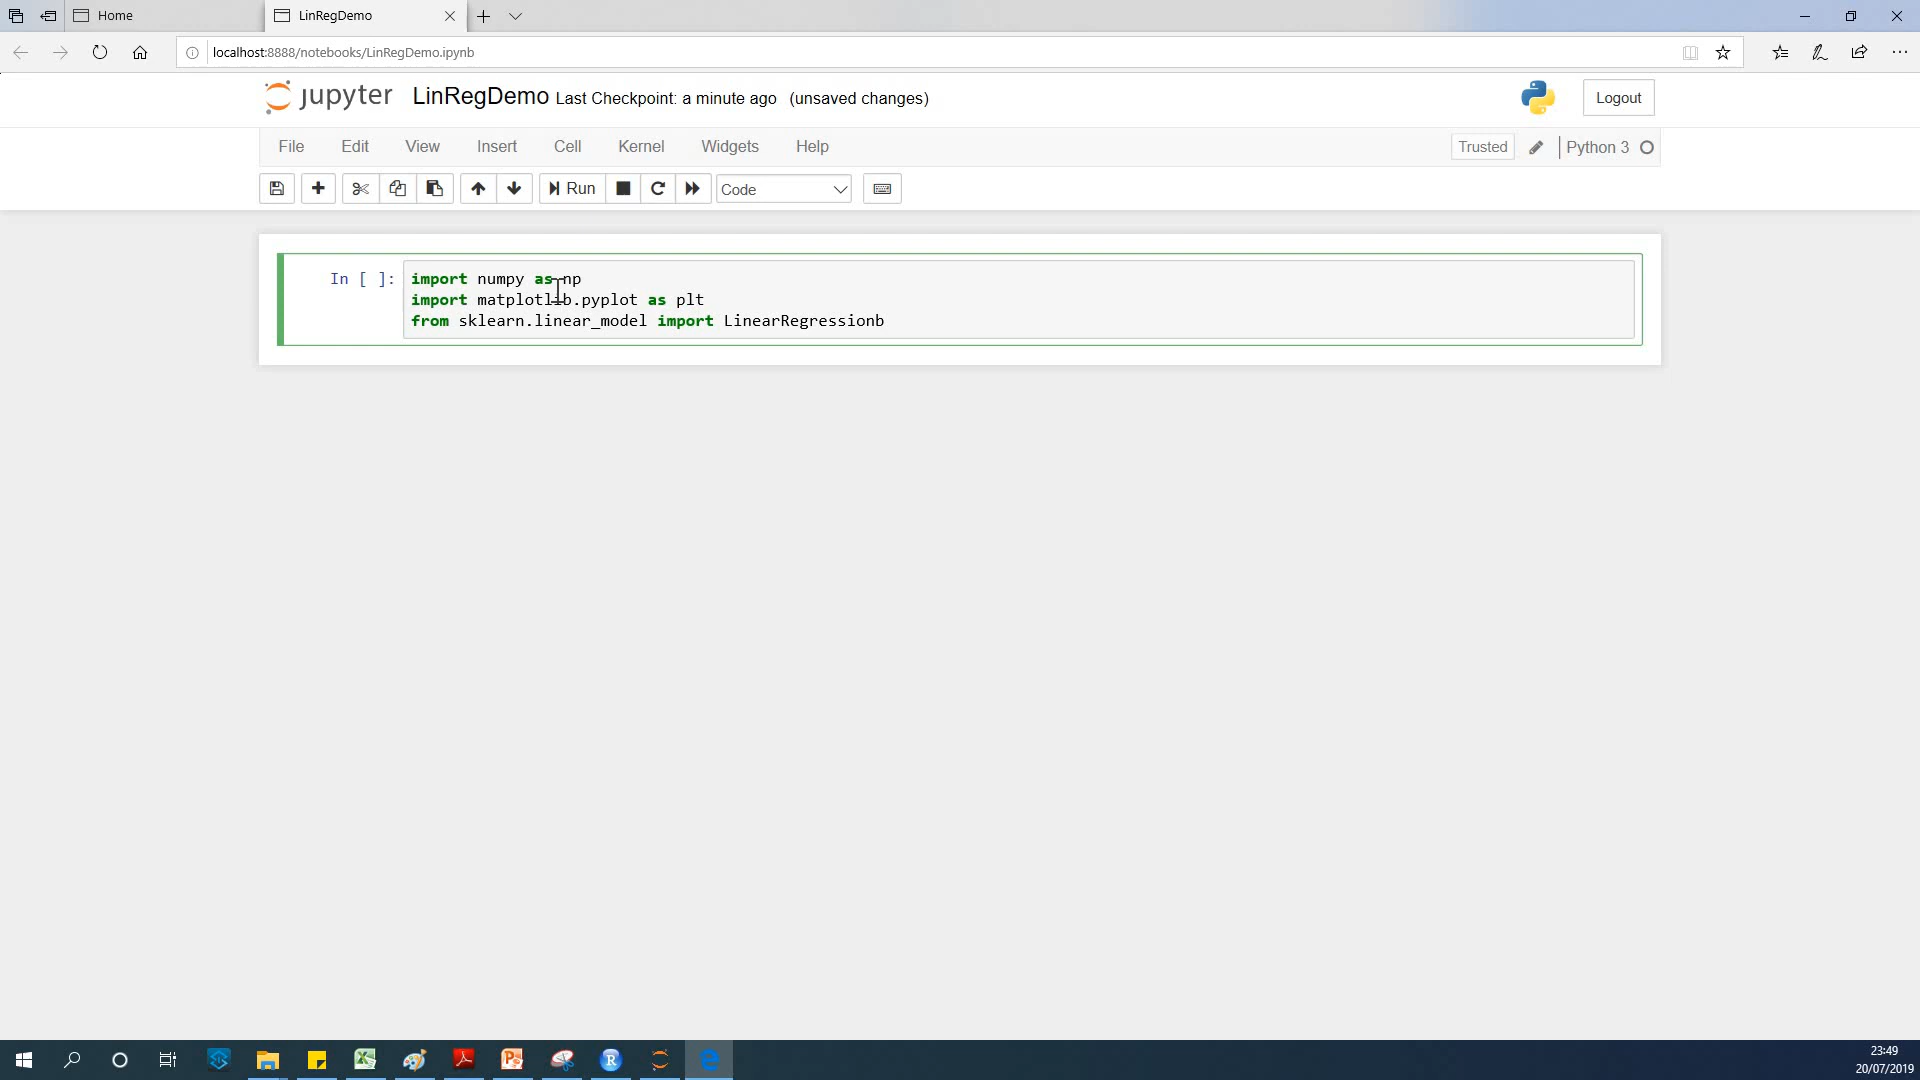 Home
LinRegDemo
localhost:8888/notebooks/LinRegDemo.ipynb
jupyter LinRegDemo Last Checkpoint: a minute ago (unsaved changes)
Logout
File Edit View Insert Cell Kernel Widgets Help
Trusted
Python 3
Run
Code
In [ ]:
import numpy as np
import matplotlib.pyplot as plt
from sklearn.linear_model import LinearRegressionb
23:49
20/07/2019